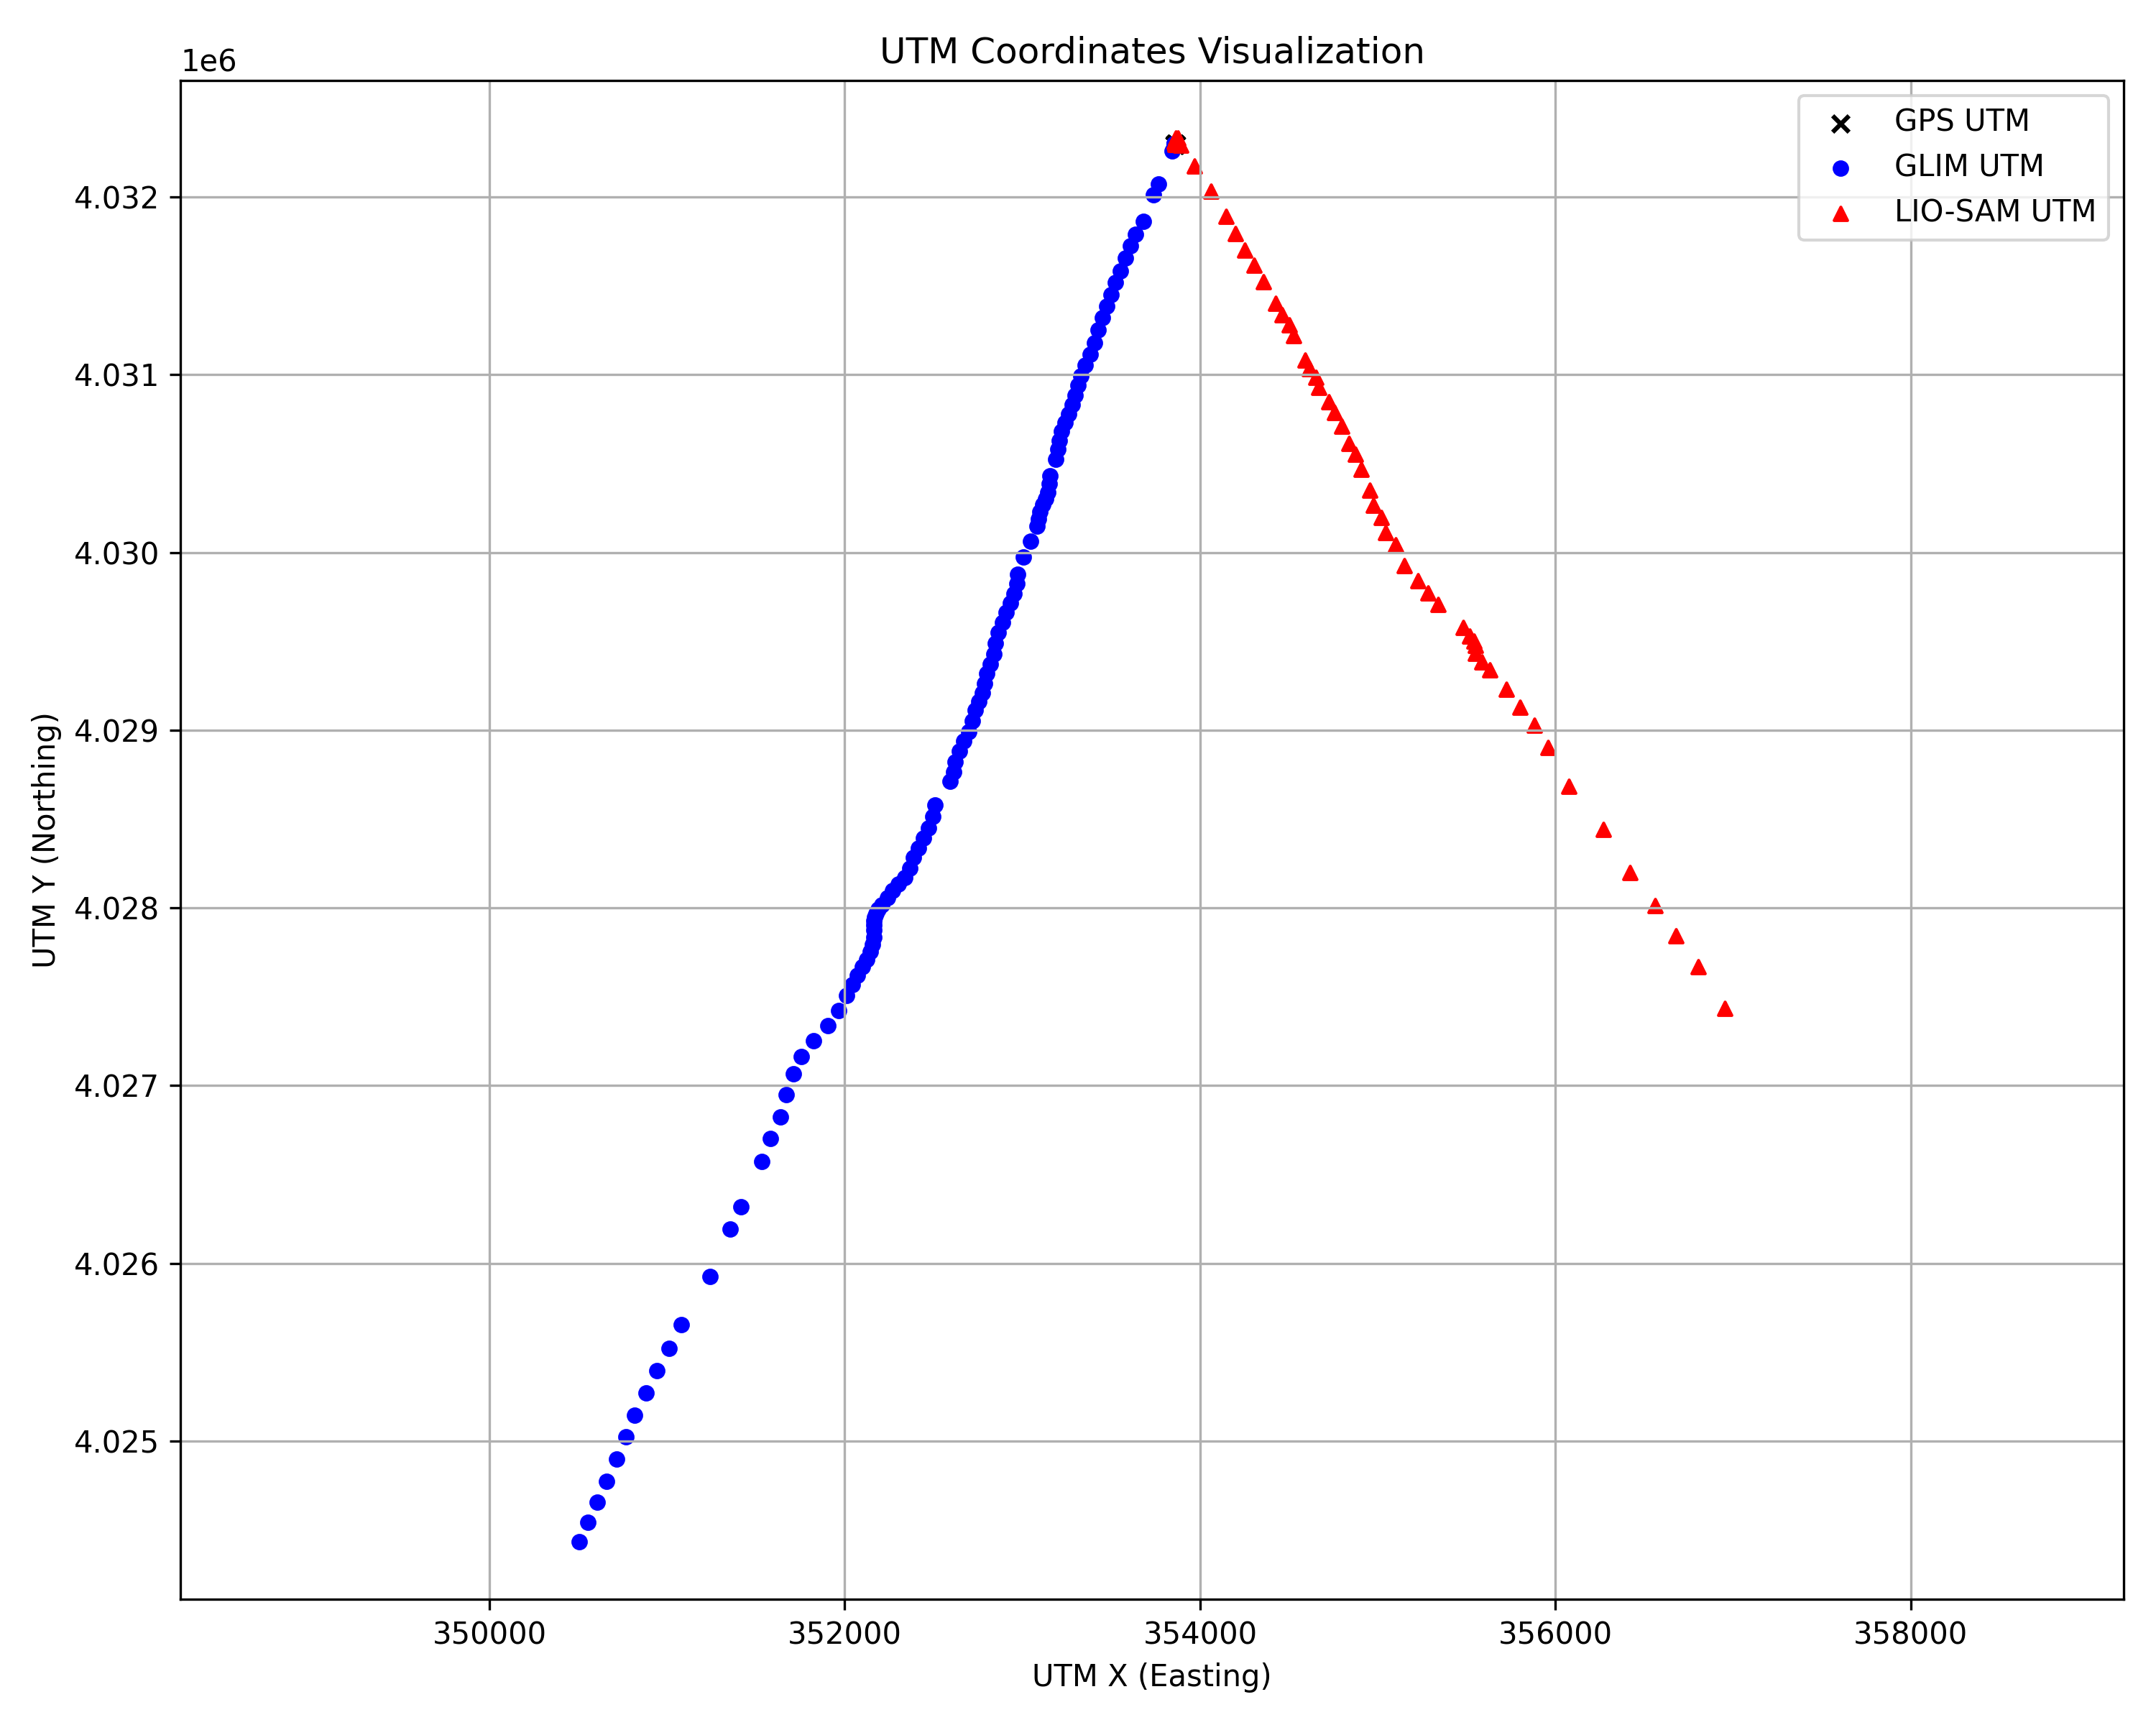 UTM Coordinates Visualization
1e6
GPS UTM
GLIM UTM
LIO-SAM UTM
4.032
4.031
4.030
4.029
4.028
4.027
4.026
4.025
UTM Y (Northing)
350000 352000 354000 356000 358000
UTM X (Easting)